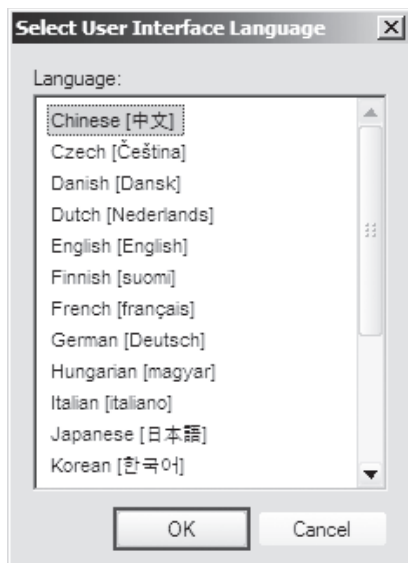 Select User Interface Language
Language:
Chinese [中文]
Czech [Čeština]
Danish [Dansk]
Dutch [Nederlands]
English [English]
Finnish [suomi]
French [français]
German [Deutsch]
Hungarian [magyar]
Italian [italiano]
Japanese [日本語]
Korean [한국어]
OK
Cancel